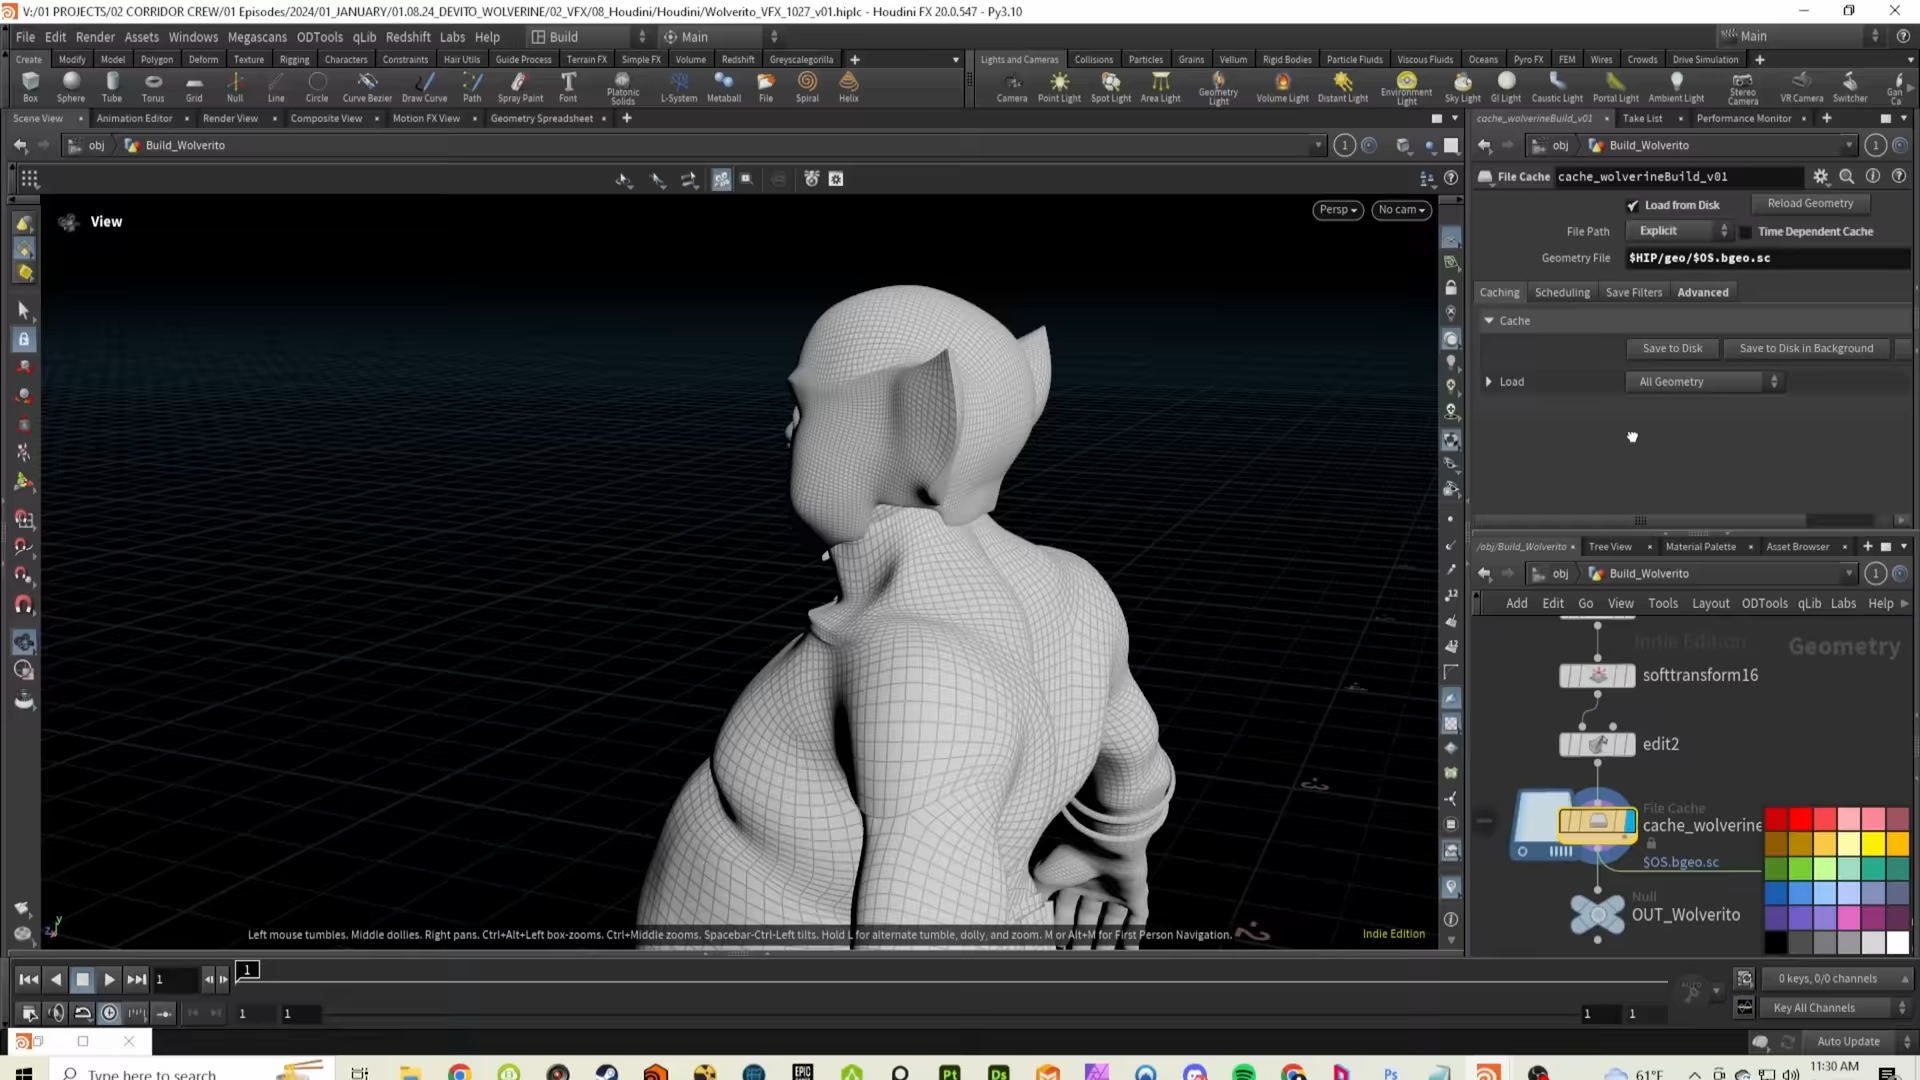 V:/01 PROJECTS/02 CORRIDOR CREW/01 Episodes/2024/01_JANUARY/01.08.24_DEVITO_WOLVERINE/02_VFX/08_Houdini/Houdini/Wolverito_VFX_1027_v01.hiplc - Houdini FX 20.0.547 - Py3.10
File Edit Render Assets Windows Megascans ODTools qLib Redshift Labs Help Build Main Main
Create Modify Model Polygon Deform Texture Rigging Characters Constraints Hair Utils Guide Process Terrain FX Simple FX Volume Redshift Greyscalegorilla
Lights and Cameras Collisions Particles Grains Vellum Rigid Bodies Particle Fluids Viscous Fluids Oceans Pyro FX FEM Wires Crowds Drive Simulation
Box Sphere Tube Torus Grid Null Line Circle Curve Bezier Draw Curve Path Spray Paint Font Platonic Solids L-System Metaball File Spiral Helix
Camera Point Light Spot Light Area Light Geometry Light Volume Light Distant Light Environment Light Sky Light GI Light Caustic Light Portal Light Ambient Light Stereo Camera VR Camera Switcher Gan Ca
Scene View Animation Editor Render View Composite View Motion FX View Geometry Spreadsheet
cache_wolverineBuild_v01 Take List Performance Monitor
obj Build_Wolverito 1
obj Build_Wolverito 1
File Cache cache_wolverineBuild_v01
Load from Disk Reload Geometry
View
Persp No cam
File Path Explicit Time Dependent Cache
Geometry File $HIP/geo/$OS.bgeo.sc
Caching Scheduling Save Filters Advanced
Cache
Save to Disk Save to Disk in Background
Load All Geometry
/obj/Build_Wolverito Tree View Material Palette Asset Browser
obj Build_Wolverito 1
Add Edit Go View Tools Layout ODTools qLib Labs Help
Indie Edition Geometry
softtransform16
edit2
File Cache
cache_wolverine
$OS.bgeo.sc
Null
OUT_Wolverito
Left mouse tumbles. Middle dollies. Right pans. Ctrl+Alt+Left box-zooms. Ctrl+Middle zooms. Spacebar-Ctrl-Left tilts. Hold L for alternate tumble, dolly, and zoom. M or Alt+M for First Person Navigation.
Indie Edition
1 1
0 keys, 0/0 channels
1 1 1 1
Key All Channels
Auto Update
Type here to search
61°F
11:30 AM